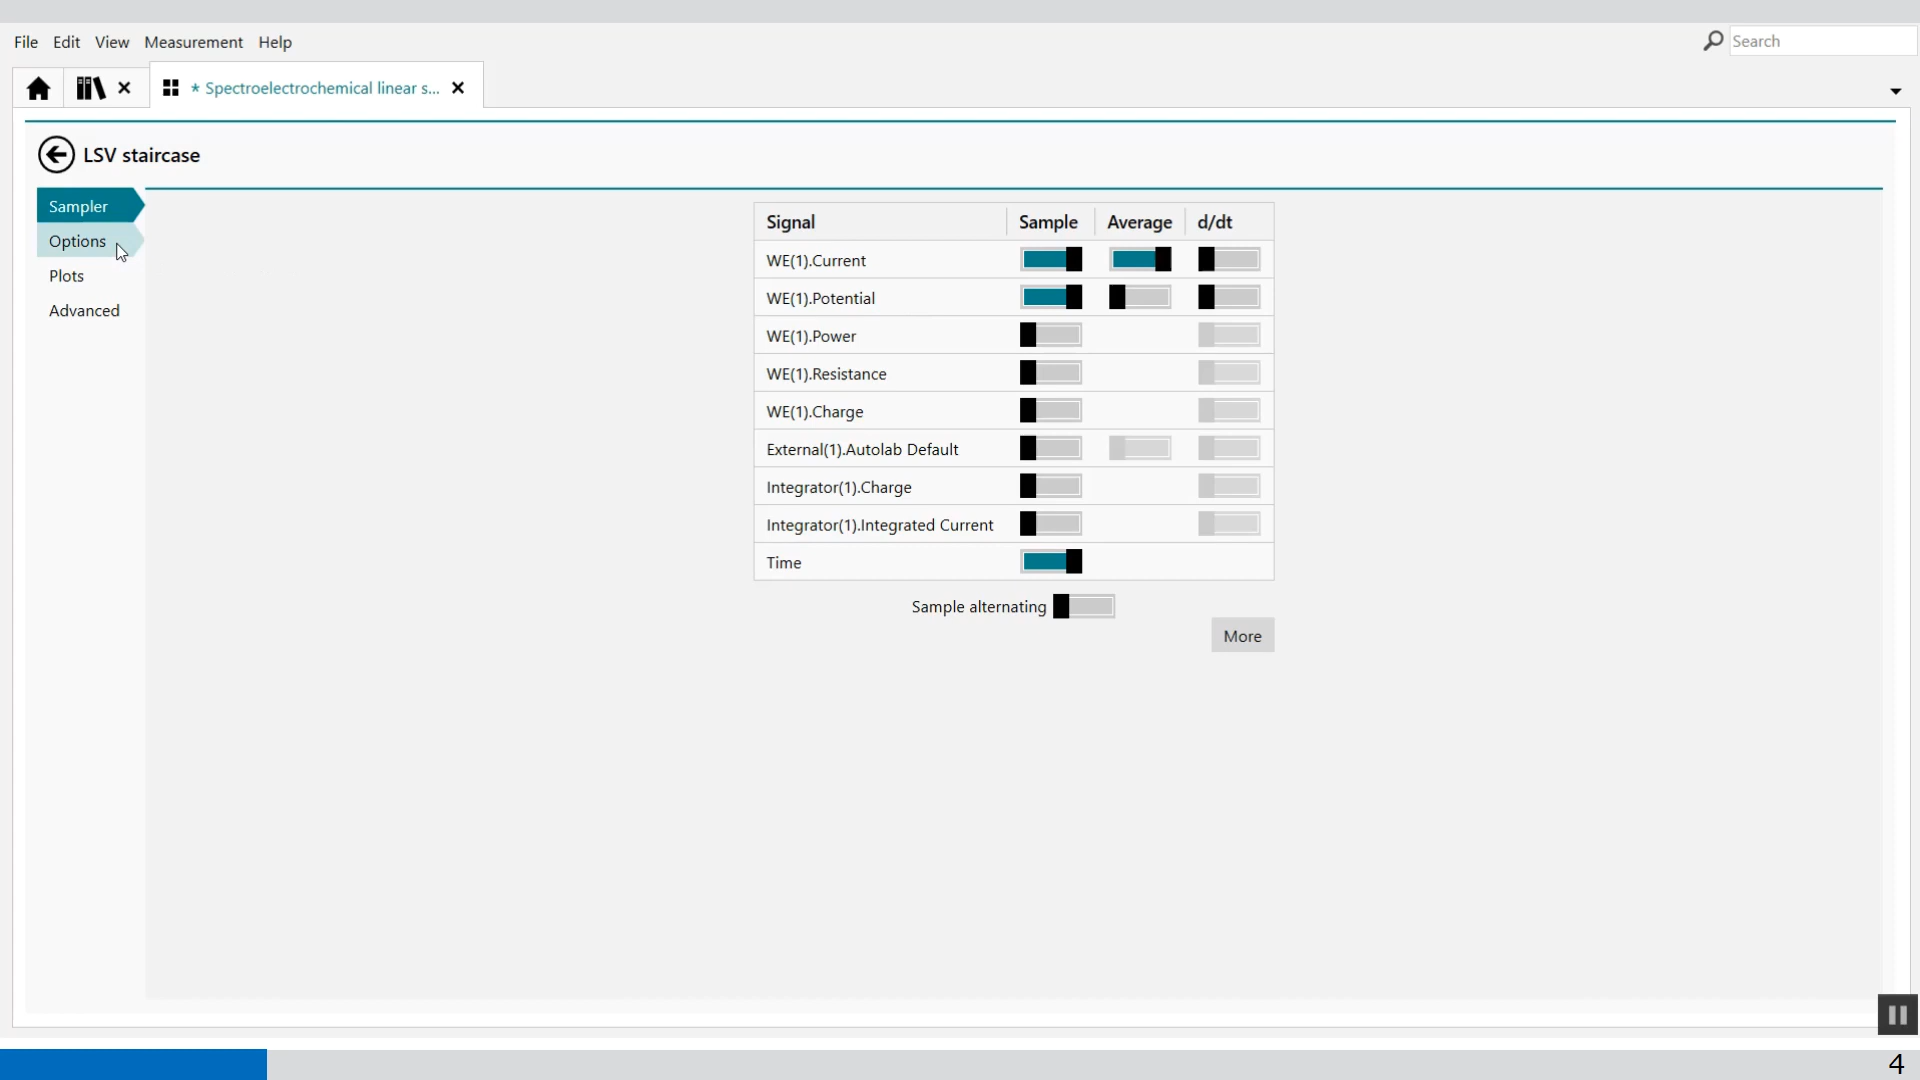 File Edit View Measurement Help
Search
* Spectroelectrochemical linear s...
LSV staircase
Sampler
Options
Plots
Advanced
Signal Sample Average d/dt
WE(1).Current
WE(1).Potential
WE(1).Power
WE(1).Resistance
WE(1).Charge
External(1).Autolab Default
Integrator(1).Charge
Integrator(1).Integrated Current
Time
Sample alternating
More
4